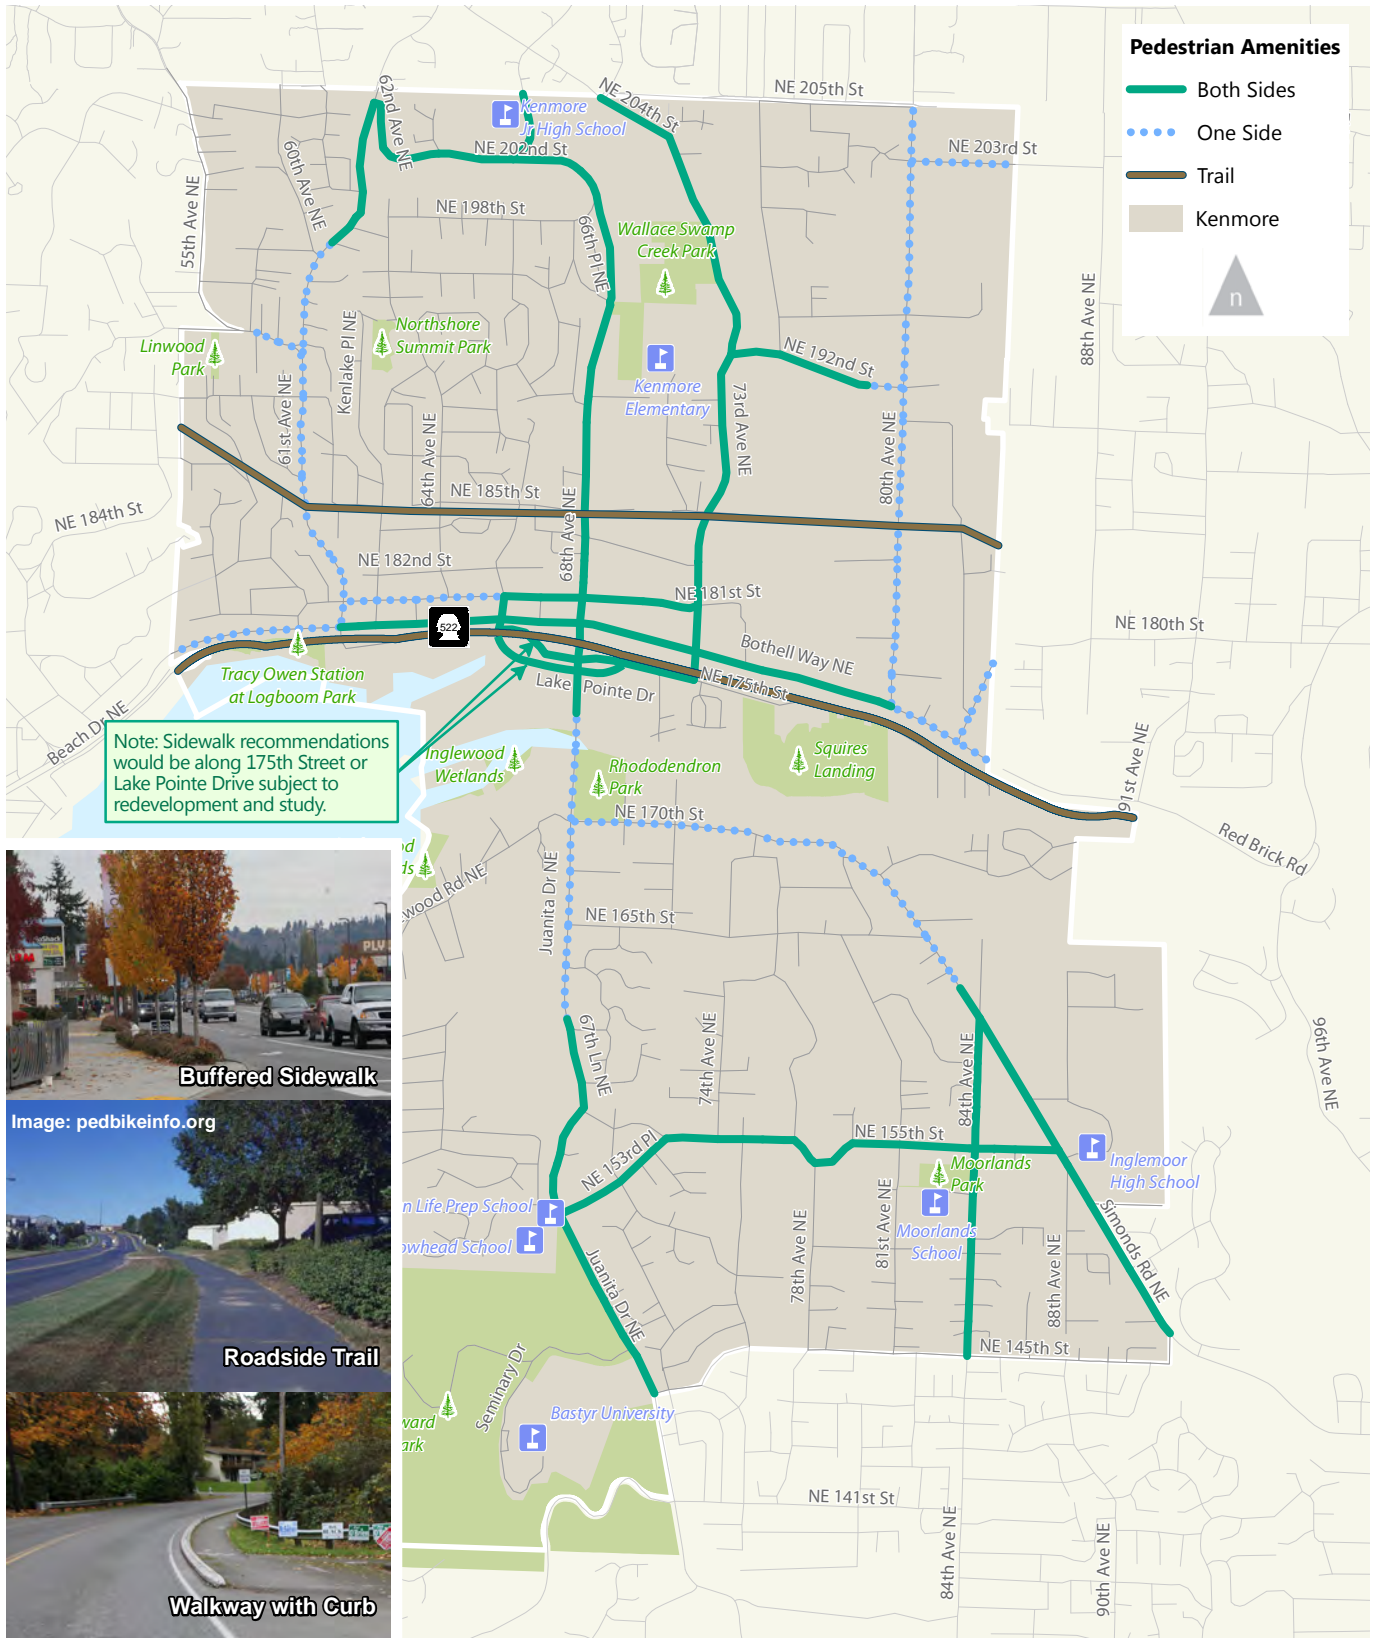 Pedestrian Amenities
Both Sides
One Side
Trail
Kenmore
n
NE 205th St
NE 204th St
62nd Ave NE
Kenmore
Jr High School
NE 202nd St
NE 203rd St
60th Ave NE
55th Ave NE
NE 198th St
66th Pl NE
Wallace Swamp
Creek Park
88th Ave NE
Northshore
Summit Park
Linwood
Park
Kenlake Pl NE
NE 192nd St
Kenmore
Elementary
61st Ave NE
73rd Ave NE
64th Ave NE
80th Ave NE
NE 185th St
NE 184th St
68th Ave NE
NE 182nd St
NE 181st St
522
NE 180th St
Bothell Way NE
Tracy Owen Station
at Logboom Park
NE 175th St
Lake Pointe Dr
Beach Dr NE
Note: Sidewalk recommendations
would be along 175th Street or
Lake Pointe Drive subject to
redevelopment and study.
Inglewood
Wetlands
Rhododendron
Park
Squires
Landing
91st Ave NE
NE 170th St
Red Brick Rd
od
ds
wood Rd NE
Juanita Dr NE
NE 165th St
PLY
Buffered Sidewalk
67th Ln NE
74th Ave NE
84th Ave NE
96th Ave NE
Image: pedbikeinfo.org
NE 153rd Pl
NE 155th St
Moorlands
Park
Inglemoor
High School
n Life Prep School
owhead School
Moorlands
School
81st Ave NE
78th Ave NE
88th Ave NE
Simonds Rd NE
Juanita Dr NE
NE 145th St
Roadside Trail
Seminary Dr
Bastyr University
ward
ark
NE 141st St
84th Ave NE
90th Ave NE
Walkway with Curb